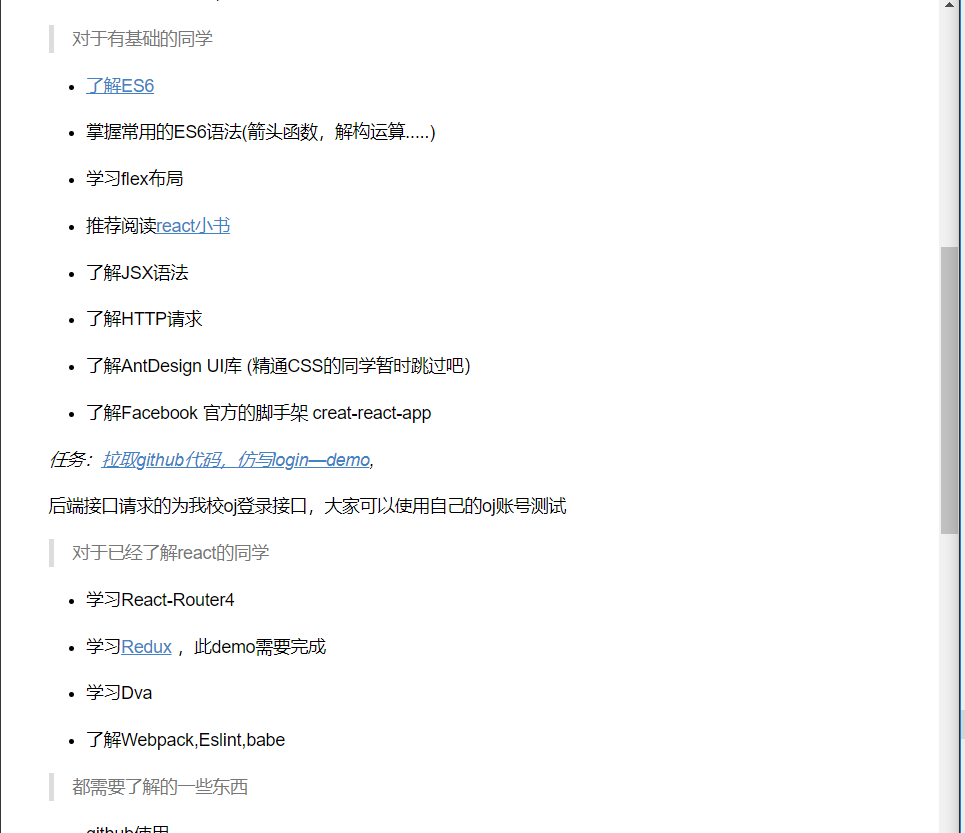 对于有基础的同学
了解ES6
掌握常用的ES6语法(箭头函数，解构运算.....)
学习flex布局
推荐阅读react小书
了解JSX语法
了解HTTP请求
了解AntDesign UI库 (精通CSS的同学暂时跳过吧）
了解Facebook 官方的脚手架 creat-react-app
任务：拉取github代码，仿写login—demo,
后端接口请求的为我校oj登录接口，大家可以使用自己的oj账号测试
对于已经了解react的同学
学习React-Router4
学习Redux ，此demo需要完成
学习Dva
了解Webpack,Eslint,babe
都需要了解的一些东西
github使用